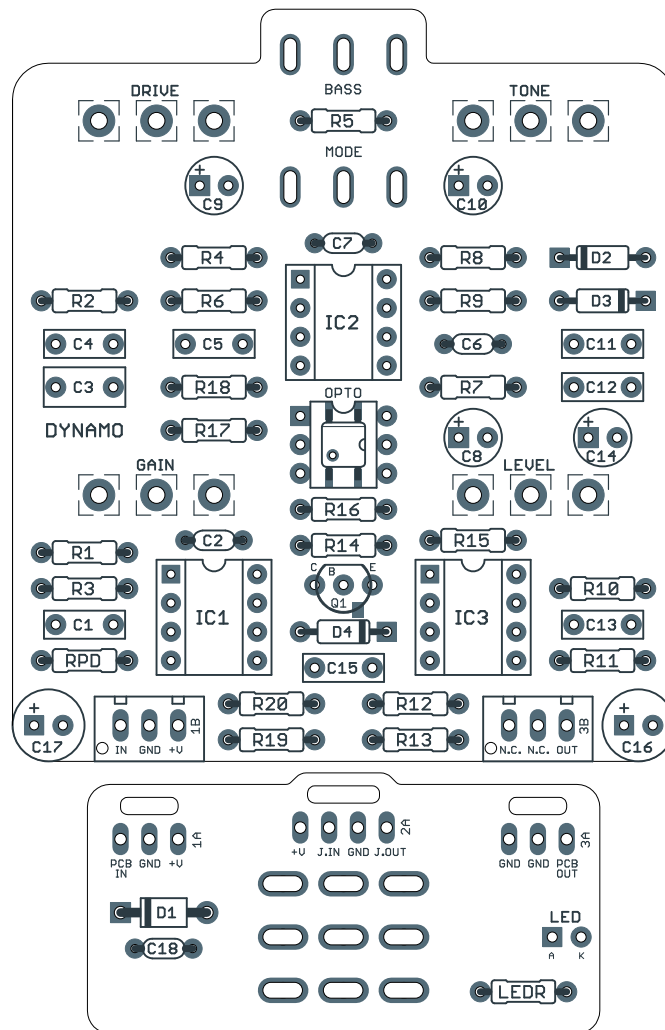 BASS
DRIVE
TONE
R5
MODE
+
C9
+
C10
C7
R4
R8
D2
R2
R6
IC2
R9
D3
C4
C5
C6
C11
C3
R18
OPTO
R7
C12
DYNAMO
R17
+
C8
+
C14
GAIN
LEVEL
R16
C2
R14
R15
R1
C
B
E
R3
Q1
R10
IC1
IC3
C1
D4
C13
RPD
C15
R11
R20
R12
+
C17
IN GND +V
1B
R19
R13
N.C. N.C. OUT
3B
+
C16
PCB IN
GND
+V
1A
+V
J.IN
GND
J.OUT
2A
GND
GND
PCB OUT
3A
D1
LED
A
K
C18
LEDR